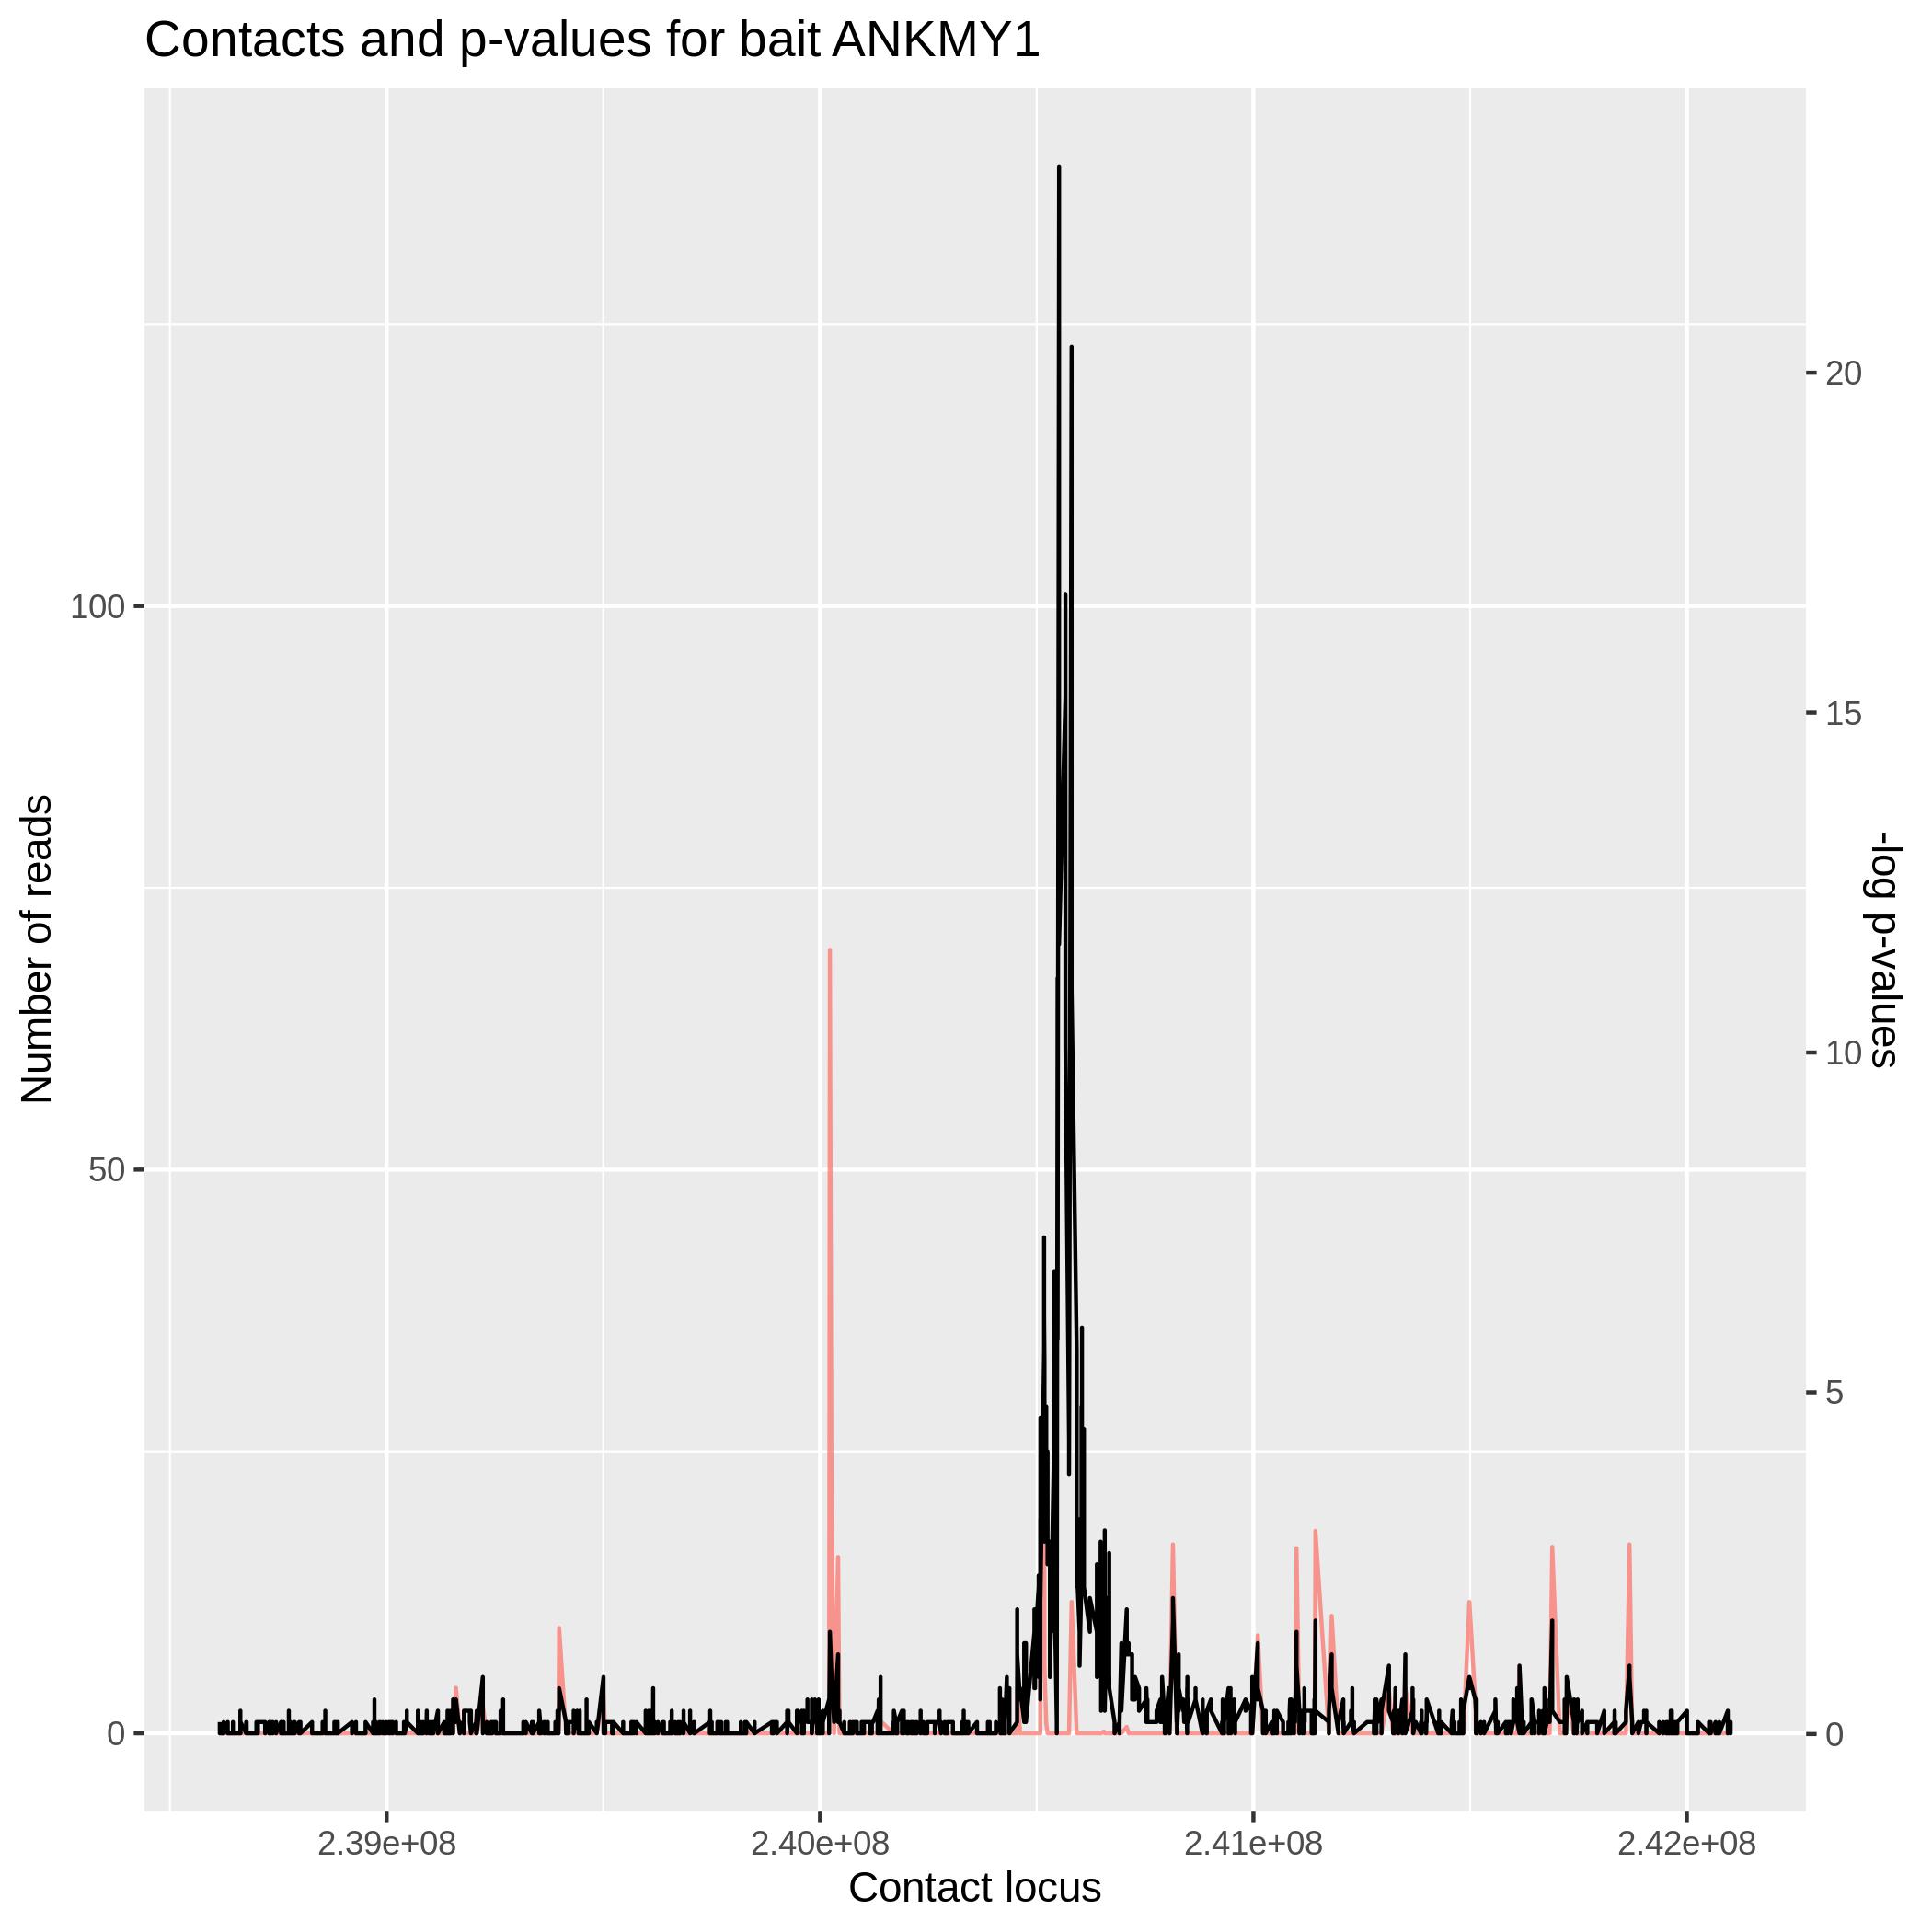 Contacts and p-values for bait ANKMY1
Number of reads
100
50
0
20
15
10
5
0
-log p-values
2.39e+08
2.40e+08
2.41e+08
2.42e+08
Contact locus